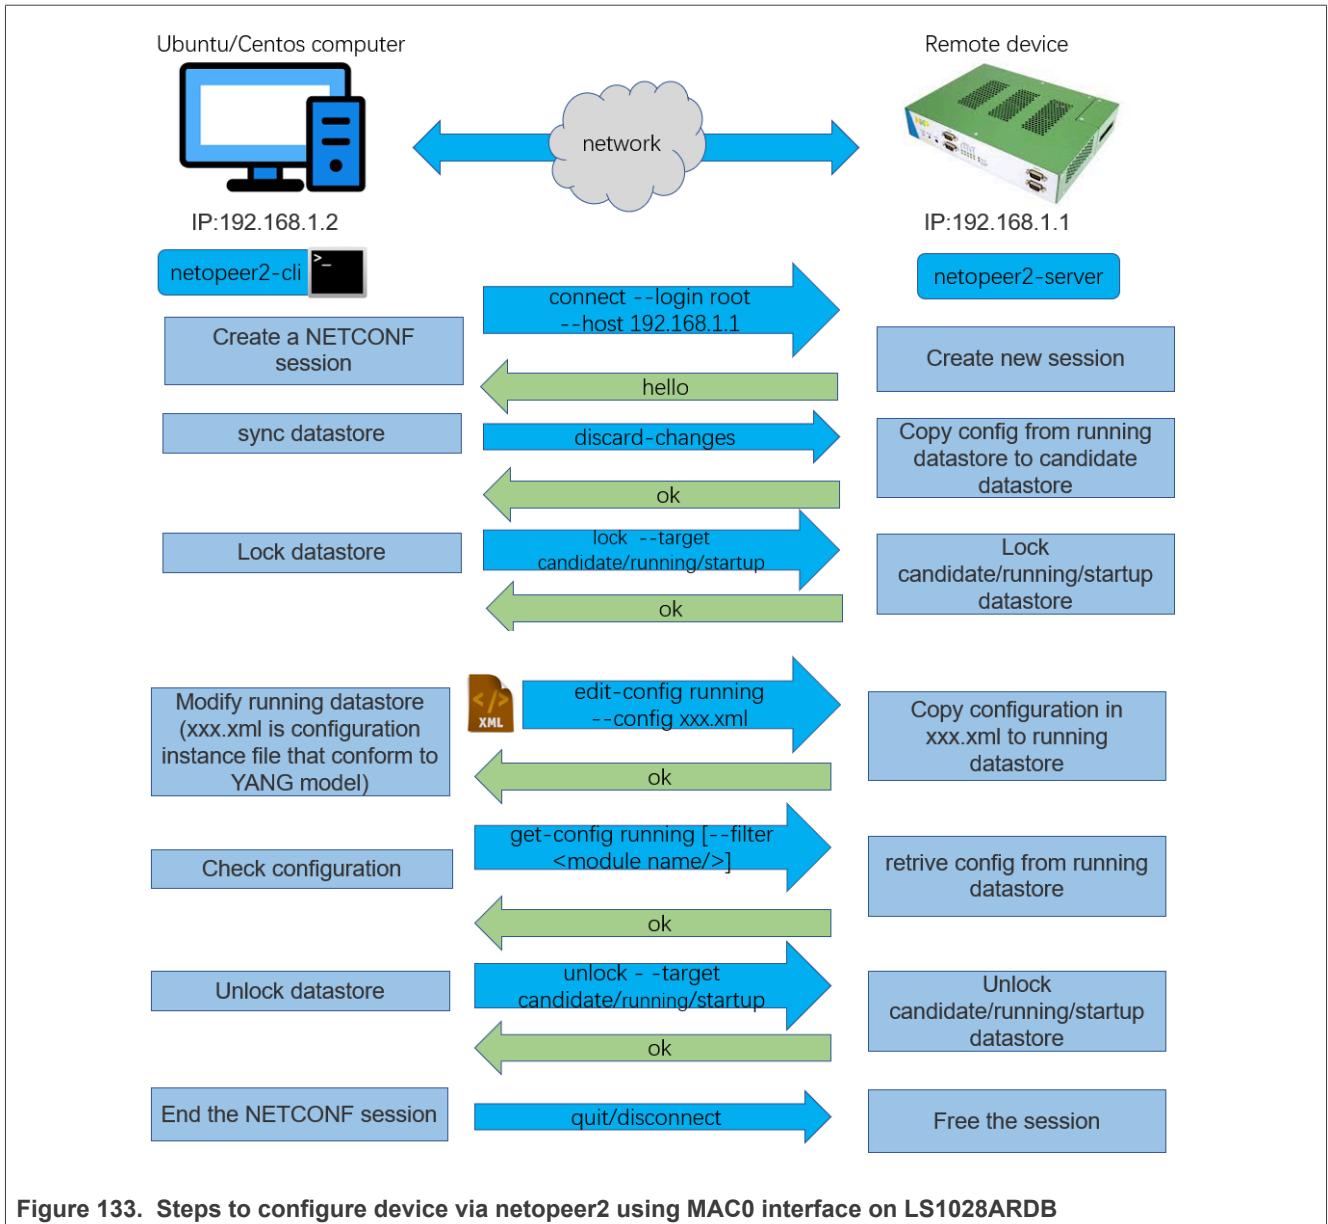 Ubuntu/Centos computer
Remote device
network
IP:192.168.1.2
IP:192.168.1.1
netopeer2-cli
>_
netopeer2-server
connect --login root
--host 192.168.1.1
Create a NETCONF
session
Create new session
hello
sync datastore
discard-changes
Copy config from running
datastore to candidate
datastore
ok
Lock datastore
lock --target
candidate/running/startup
Lock
candidate/running/startup
datastore
ok
Modify running datastore
(xxx.xml is configuration
instance file that conform to
YANG model)
</>
XML
edit-config running
--config xxx.xml
Copy configuration in
xxx.xml to running
datastore
ok
Check configuration
get-config running [--filter
<module name/>]
retrive config from running
datastore
ok
Unlock datastore
unlock - -target
candidate/running/startup
Unlock
candidate/running/startup
datastore
ok
End the NETCONF session
quit/disconnect
Free the session
Figure 133. Steps to configure device via netopeer2 using MAC0 interface on LS1028ARDB